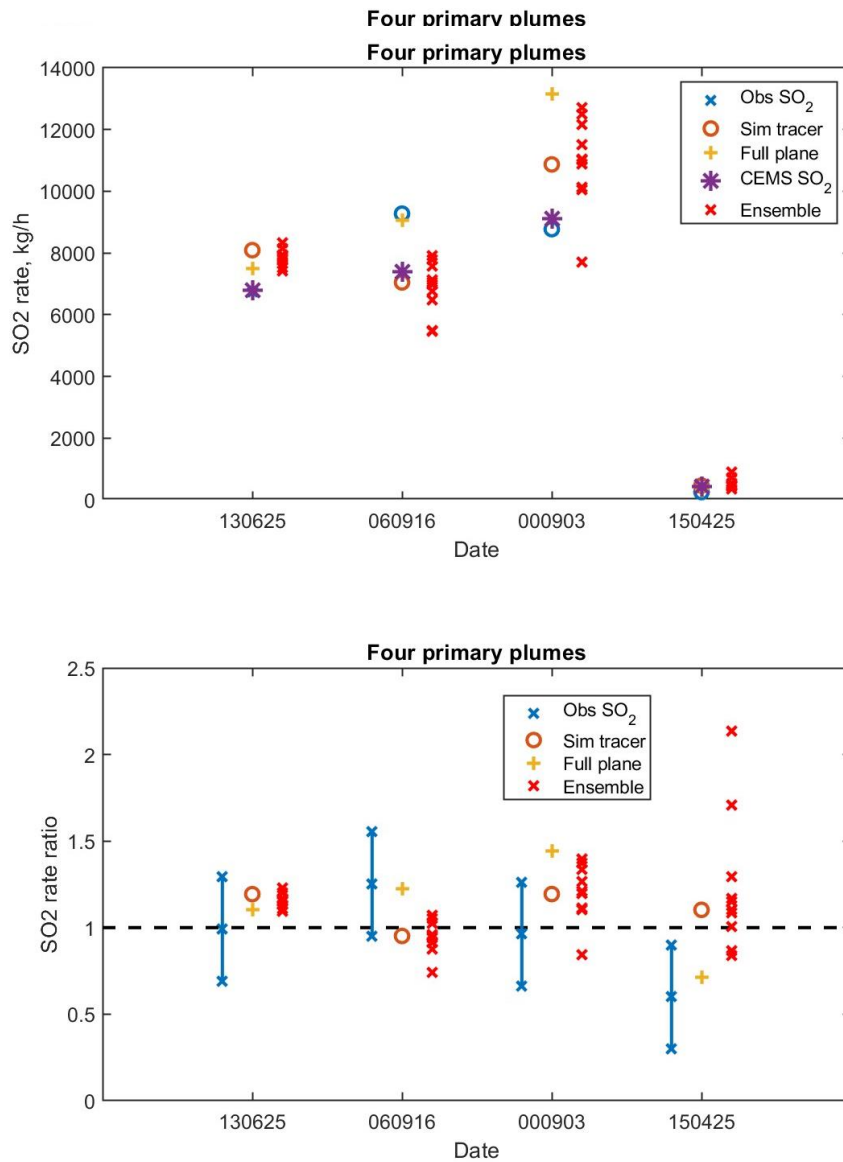 Four primary plumes
Four primary plumes
14000
12000
10000
8000
6000
4000
2000
0
SO2 rate, kg/h
Obs SO2
Sim tracer
Full plane
CEMS SO2
Ensemble
130625 060916 000903 150425
Date
Four primary plumes
2.5
2
1.5
1
0.5
0
SO2 rate ratio
Obs SO2
Sim tracer
Full plane
Ensemble
130625 060916 000903 150425
Date